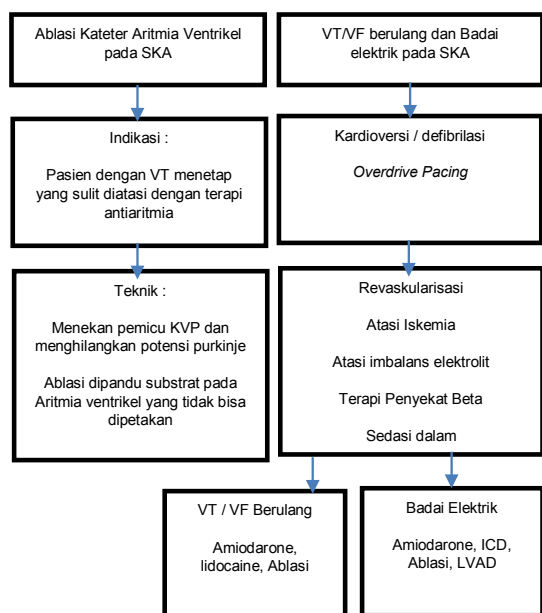 Ablasi Kateter Aritmia Ventrikel
pada SKA
Indikasi :
Pasien dengan VT menetap
yang sulit diatasi dengan terapi
antiaritmia
Teknik :
Menekan pemicu KVP dan
menghilangkan potensi purkinje
Ablasi dipandu substrat pada
Aritmia ventrikel yang tidak bisa
dipetakan
VT/VF berulang dan Badai
elektrik pada SKA
Kardioversi / defibrilasi
Overdrive Pacing
Revaskularisasi
Atasi Iskemia
Atasi imbalans elektrolit
Terapi Penyekat Beta
Sedasi dalam
VT / VF Berulang
Amiodarone,
lidocaine, Ablasi
Badai Elektrik
Amiodarone, ICD,
Ablasi, LVAD